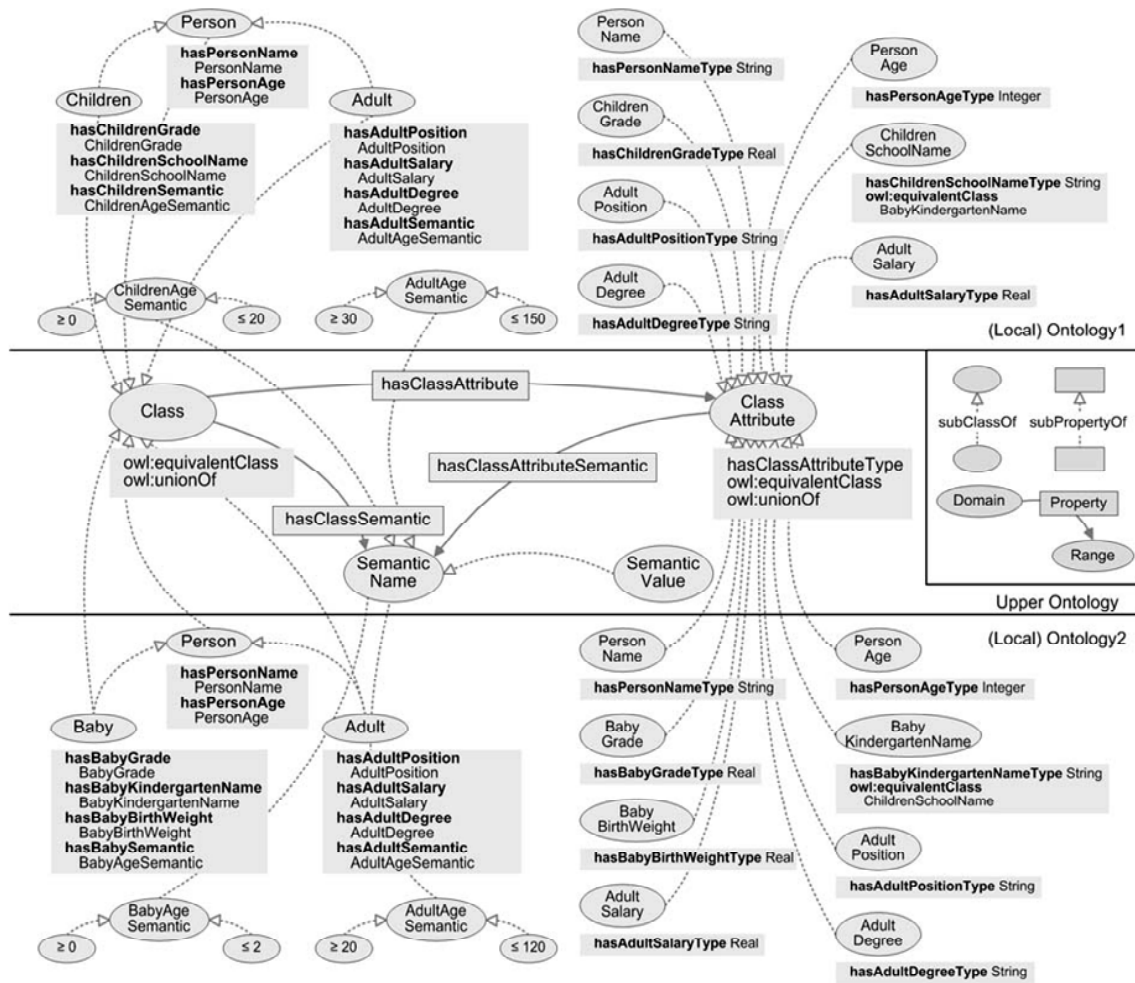 Person
hasPersonName
PersonName
hasPersonAge
PersonAge
Children
hasChildrenGrade
ChildrenGrade
hasChildrenSchoolName
ChildrenSchoolName
hasChildrenSemantic
ChildrenAgeSemantic
Adult
hasAdultPosition
AdultPosition
hasAdultSalary
AdultSalary
hasAdultDegree
AdultDegree
hasAdultSemantic
AdultAgeSemantic
ChildrenAge
Semantic
≥ 0
≤ 20
AdultAge
Semantic
≥ 30
≤ 150
Person
Name
hasPersonNameType String
Children
Grade
hasChildrenGradeType Real
Adult
Position
hasAdultPositionType String
Adult
Degree
hasAdultDegreeType String
Person
Age
hasPersonAgeType Integer
Children
SchoolName
hasChildrenSchoolNameType String
owl:equivalentClass
BabyKindergartenName
Adult
Salary
hasAdultSalaryType Real
(Local) Ontology1
Class
owl:equivalentClass
owl:unionOf
hasClassAttribute
hasClassAttributeSemantic
hasClassSemantic
Semantic
Name
Semantic
Value
Class
Attribute
hasClassAttributeType
owl:equivalentClass
owl:unionOf
subClassOf
subPropertyOf
Domain
Property
Range
Upper Ontology
(Local) Ontology2
Person
hasPersonName
PersonName
hasPersonAge
PersonAge
Baby
hasBabyGrade
BabyGrade
hasBabyKindergartenName
BabyKindergartenName
hasBabyBirthWeight
BabyBirthWeight
hasBabySemantic
BabyAgeSemantic
Adult
hasAdultPosition
AdultPosition
hasAdultSalary
AdultSalary
hasAdultDegree
AdultDegree
hasAdultSemantic
AdultAgeSemantic
BabyAge
Semantic
≥ 0
≤ 2
AdultAge
Semantic
≥ 20
≤ 120
Person
Name
hasPersonNameType String
Baby
Grade
hasBabyGradeType Real
Baby
BirthWeight
hasBabyBirthWeightType Real
Adult
Salary
hasAdultSalaryType Real
Person
Age
hasPersonAgeType Integer
Baby
KindergartenName
hasBabyKindergartenNameType String
owl:equivalentClass
ChildrenSchoolName
Adult
Position
hasAdultPositionType String
Adult
Degree
hasAdultDegreeType String